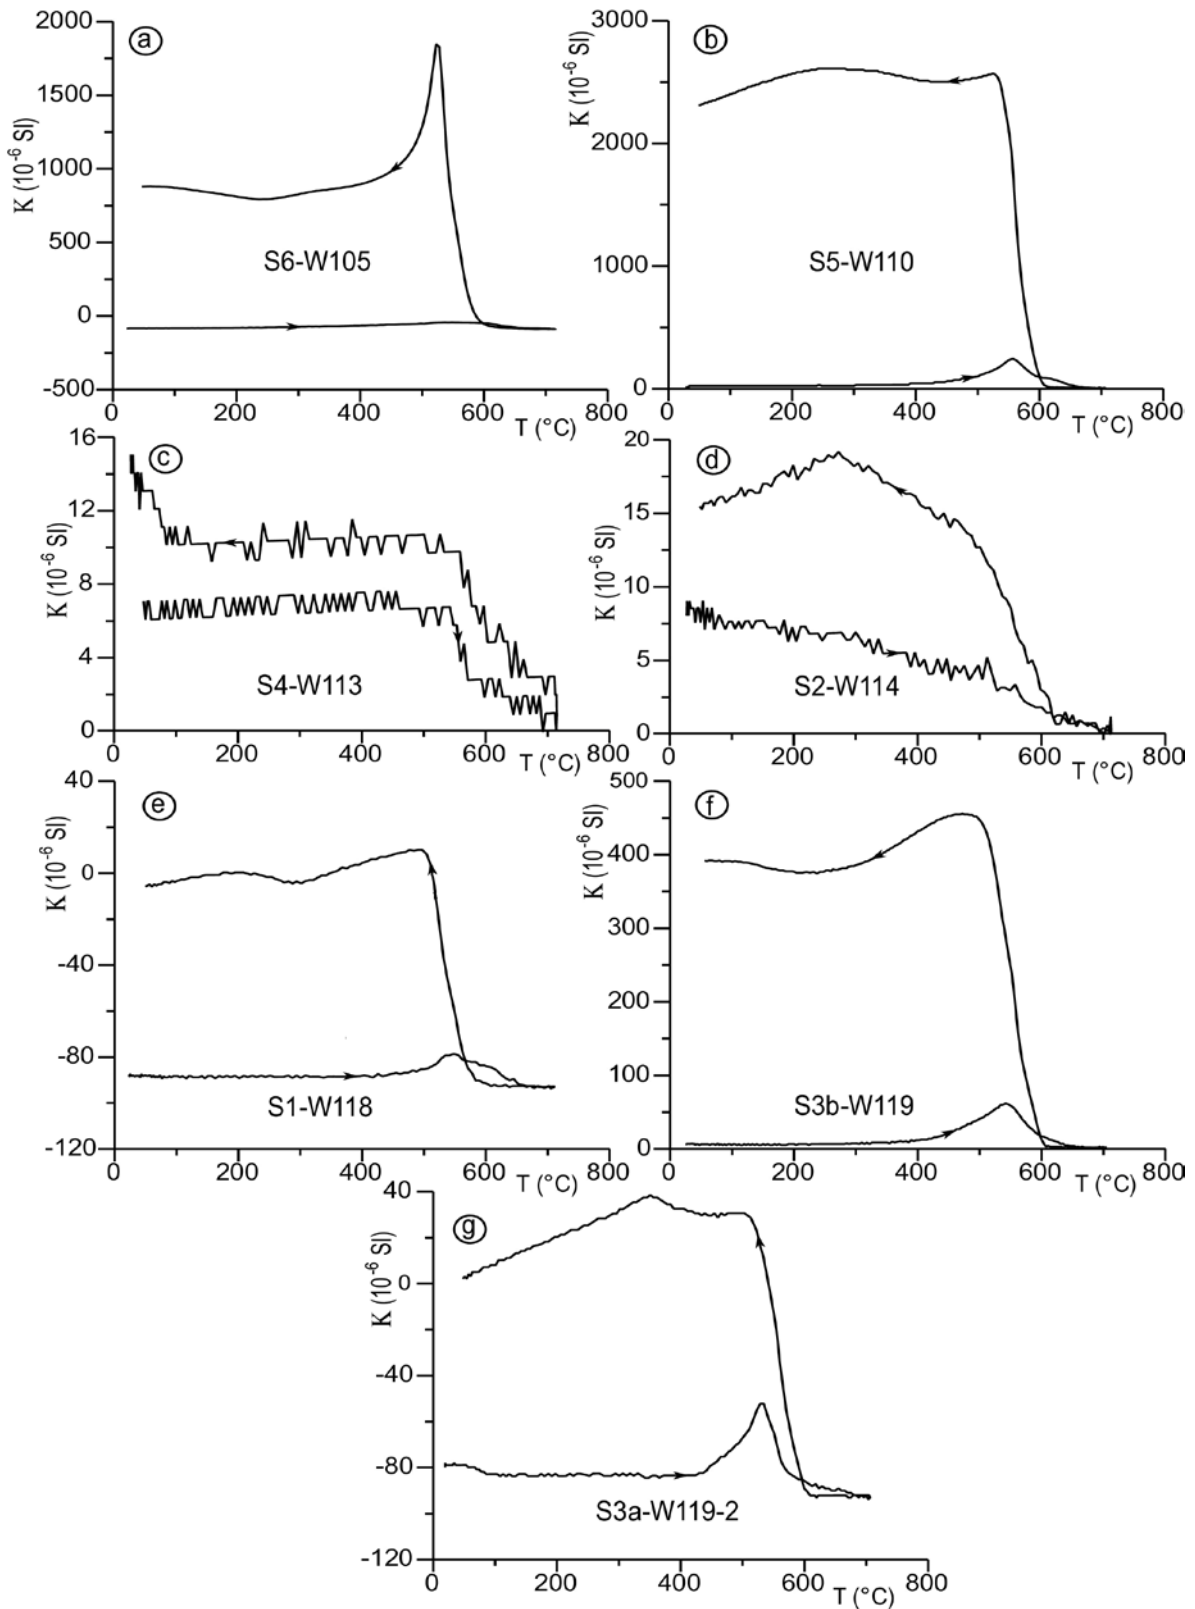 a
2000
1500
1000
500
0
-500
K (10⁻⁶ SI)
S6-W105
0
200
400
600
800
T (°C)
b
3000
2000
1000
0
K (10⁻⁶ SI)
S5-W110
0
200
400
600
800
T (°C)
c
16
12
8
4
0
K (10⁻⁶ SI)
S4-W113
0
200
400
600
800
T (°C)
d
20
15
10
5
0
K (10⁻⁶ SI)
S2-W114
0
200
400
600
800
T (°C)
e
40
0
-40
-80
-120
K (10⁻⁶ SI)
S1-W118
0
200
400
600
800
T (°C)
f
500
400
300
200
100
0
K (10⁻⁶ SI)
S3b-W119
0
200
400
600
800
T (°C)
g
40
0
-40
-80
-120
K (10⁻⁶ SI)
S3a-W119-2
0
200
400
600
800
T (°C)